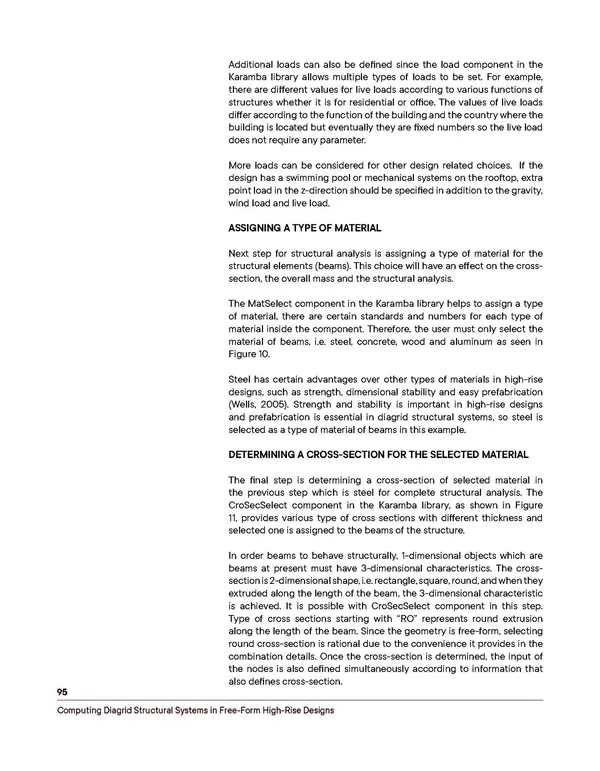 Additional loads can also be defined since the load component in the
Karamba library allows multiple types of loads to be set. For example,
there are different values for live loads according to various functions of
structures whether it is for residential or office. The values of live loads
differ according to the function of the building and the country where the
building is located but eventually they are fixed numbers so the live load
does not require any parameter.
More loads can be considered for other design related choices. If the
design has a swimming pool or mechanical systems on the rooftop, extra
point load in the z-direction should be specified in addition to the gravity,
wind load and live load.
ASSIGNING A TYPE OF MATERIAL
Next step for structural analysis is assigning a type of material for the
structural elements (beams). This choice will have an effect on the cross-
section, the overall mass and the structural analysis.
The MatSelect component in the Karamba library helps to assign a type
of material, there are certain standards and numbers for each type of
material inside the component. Therefore, the user must only select the
material of beams, i.e. steel, concrete, wood and aluminum as seen in
Figure 10.
Steel has certain advantages over other types of materials in high-rise
designs, such as strength, dimensional stability and easy prefabrication
(Wells, 2005). Strength and stability is important in high-rise designs
and prefabrication is essential in diagrid structural systems, so steel is
selected as a type of material of beams in this example.
DETERMINING A CROSS-SECTION FOR THE SELECTED MATERIAL
The final step is determining a cross-section of selected material in
the previous step which is steel for complete structural analysis. The
CroSecSelect component in the Karamba library, as shown in Figure
11, provides various type of cross sections with different thickness and
selected one is assigned to the beams of the structure.
In order beams to behave structurally, 1-dimensional objects which are
beams at present must have 3-dimensional characteristics. The cross-
section is 2-dimensional shape, i.e. rectangle, square, round, and when they
extruded along the length of the beam, the 3-dimensional characteristic
is achieved. It is possible with CroSecSelect component in this step.
Type of cross sections starting with "RO" represents round extrusion
along the length of the beam. Since the geometry is free-form, selecting
round cross-section is rational due to the convenience it provides in the
combination details. Once the cross-section is determined, the input of
the nodes is also defined simultaneously according to information that
also defines cross-section.
95
Computing Diagrid Structural Systems in Free-Form High-Rise Designs